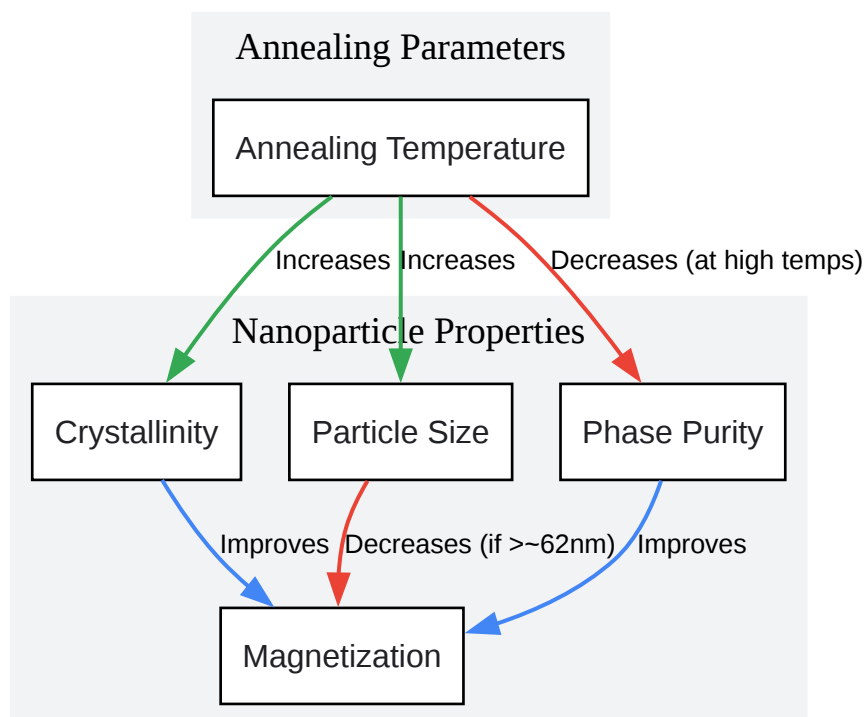 Annealing Parameters
Annealing Temperature
Increases
Increases
Decreases (at high temps)
Nanoparticle Properties
Crystallinity
Particle Size
Phase Purity
Improves
Decreases (if >~62nm)
Improves
Magnetization